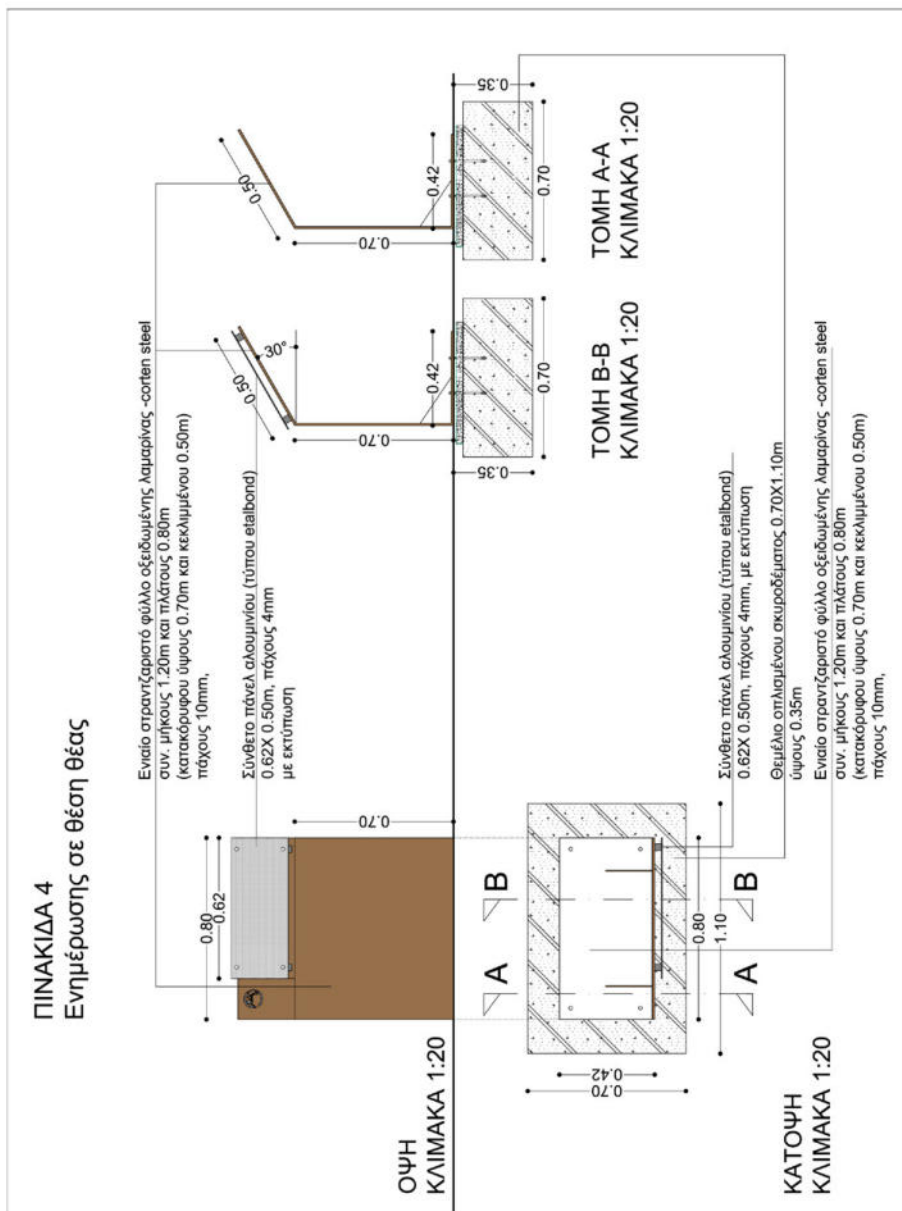 ΠΙΝΑΚΙΔΑ 4
Ενημέρωσης σε θέση θέας
Ενιαίο στραντζαριστό φύλλο οξειδωμένης λαμαρίνας -corten steel
συν. μήκους 1.20m και πλάτους 0.80m
(κατακόρυφου ύψους 0.70m και κεκλιμμένου 0.50m)
πάχους 10mm,
Σύνθετο πάνελ αλουμινίου (τύπου etalbond)
0.62X 0.50m, πάχους 4mm
με εκτύπωση
0.80
0.62
0.70
0.50
30°
0.70
0.42
0.35
0.70
0.50
0.70
0.42
0.35
0.70
ΟΨΗ
ΚΛΙΜΑΚΑ 1:20
ΤΟΜΗ Β-Β
ΚΛΙΜΑΚΑ 1:20
ΤΟΜΗ Α-Α
ΚΛΙΜΑΚΑ 1:20
A
B
0.70
0.42
A
B
0.80
1.10
ΚΑΤΟΨΗ
ΚΛΙΜΑΚΑ 1:20
Σύνθετο πάνελ αλουμινίου (τύπου etalbond)
0.62X 0.50m, πάχους 4mm, με εκτύπωση
Θεμέλιο οπλισμένου σκυροδέματος 0.70X1.10m
ύψους 0.35m
Ενιαίο στραντζαριστό φύλλο οξειδωμένης λαμαρίνας -corten steel
συν. μήκους 1.20m και πλάτους 0.80m
(κατακόρυφου ύψους 0.70m και κεκλιμμένου 0.50m)
πάχους 10mm,